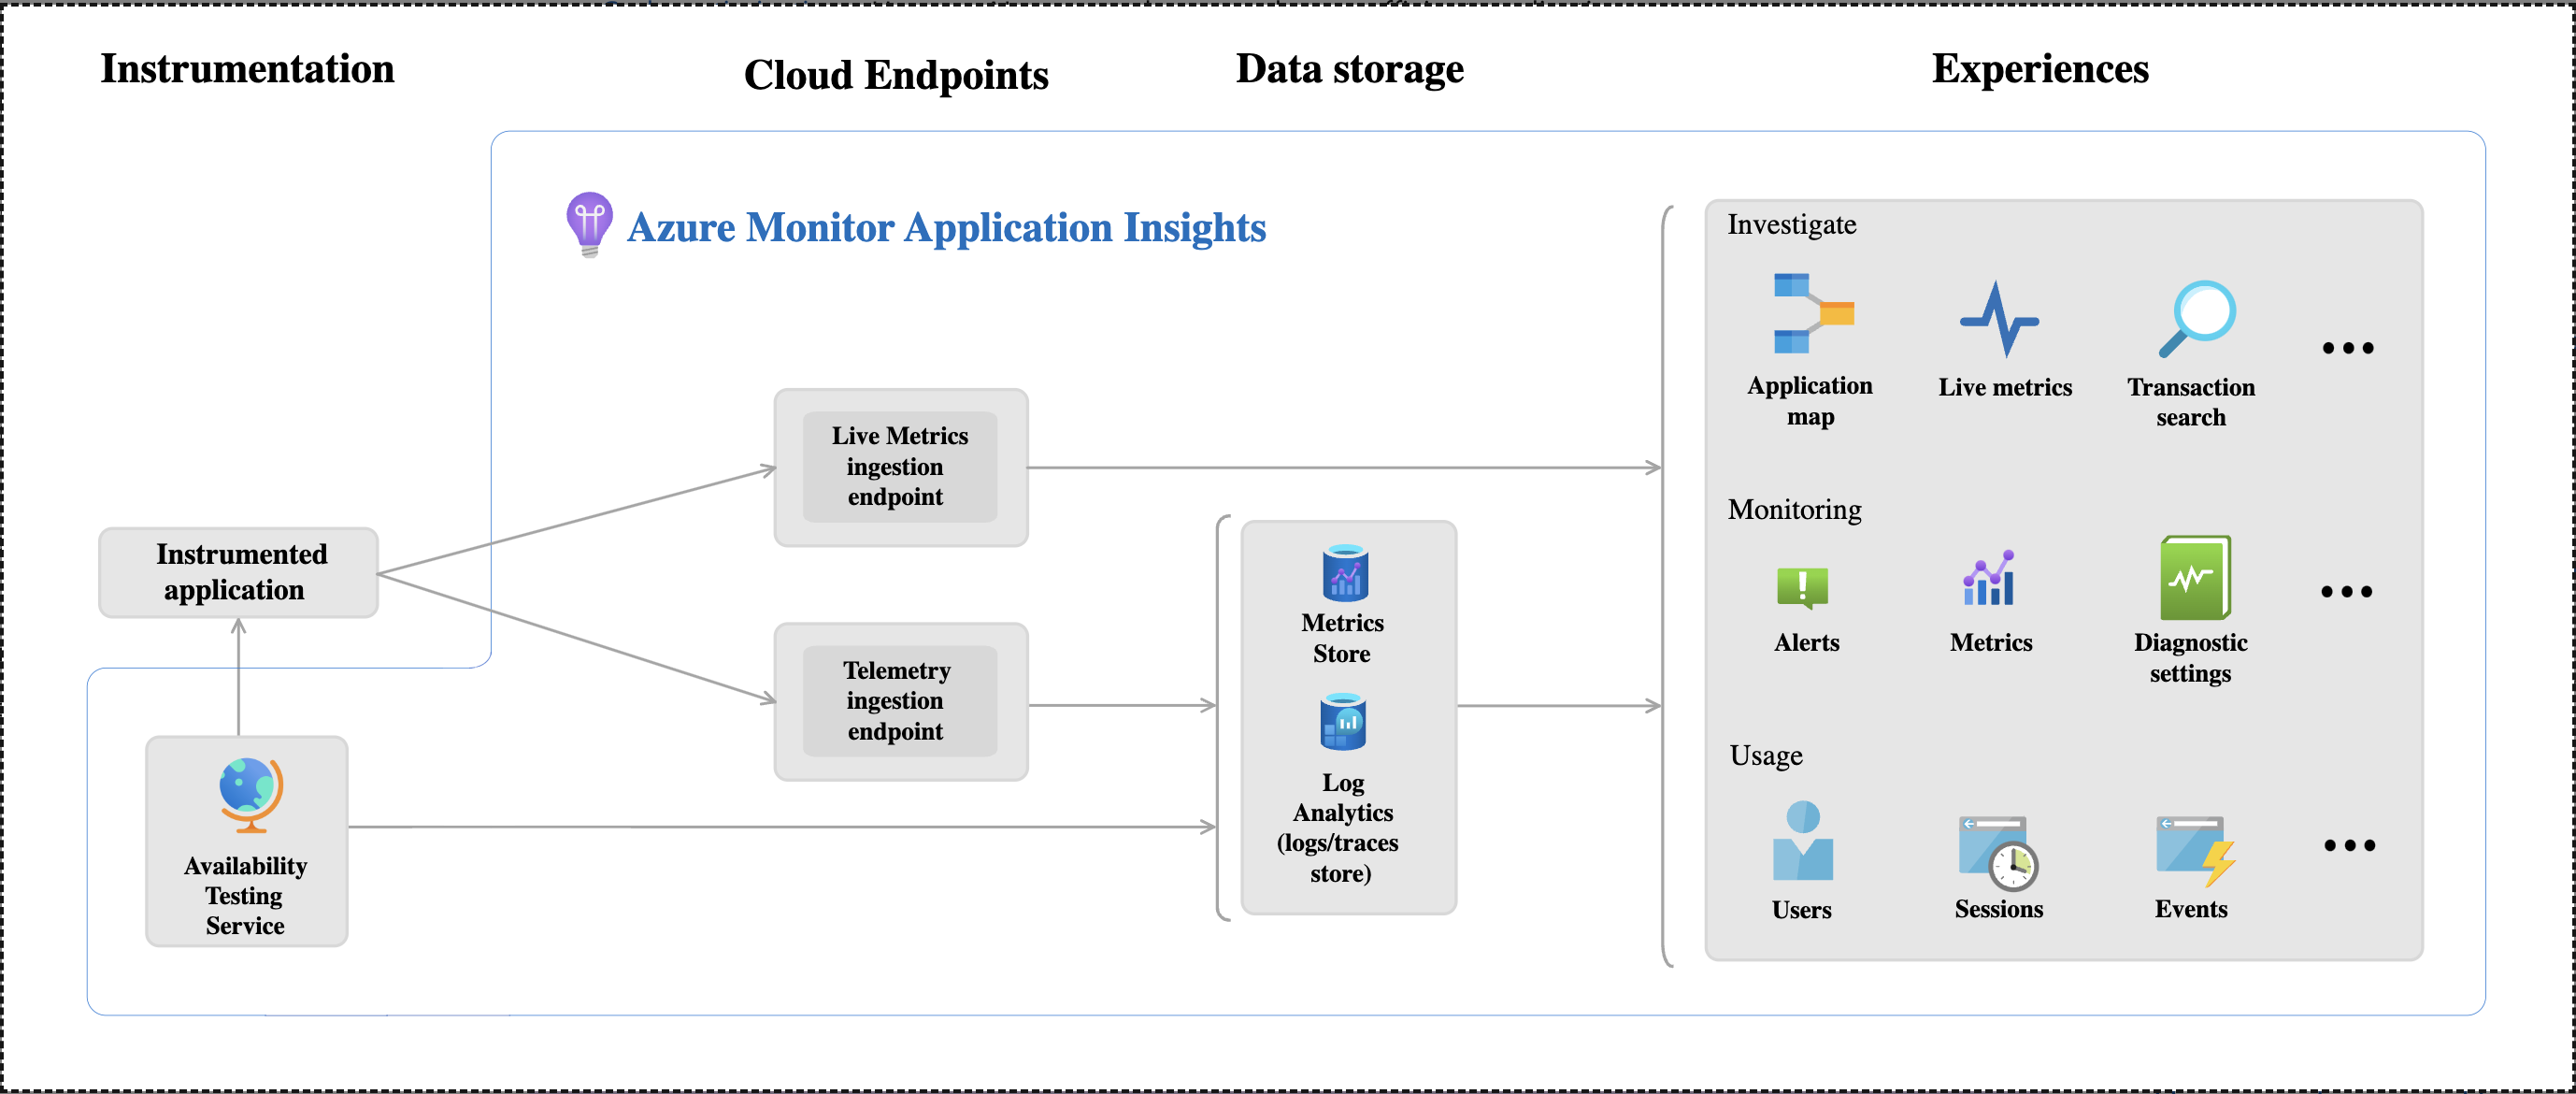 Instrumentation
Cloud Endpoints
Data storage
Experiences
Azure Monitor Application Insights
Instrumented
application
Availability
Testing
Service
Live Metrics
ingestion
endpoint
Telemetry
ingestion
endpoint
Metrics
Store
Log
Analytics
(logs/traces
store)
Investigate
Application
map
Live metrics
Transaction
search
•••
Monitoring
Alerts
Metrics
Diagnostic
settings
•••
Usage
Users
Sessions
Events
•••